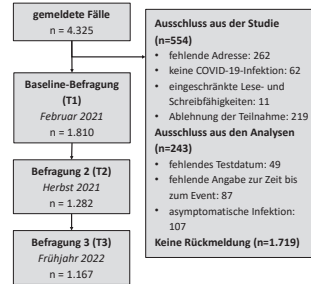 gemeldete Fälle
n = 4.325
Baseline-Befragung
(T1)
Februar 2021
n = 1.810
Befragung 2 (T2)
Herbst 2021
n = 1.282
Befragung 3 (T3)
Frühjahr 2022
n = 1.167
Ausschluss aus der Studie
(n=554)
• fehlende Adresse: 262
• keine COVID-19-Infektion: 62
• eingeschränkte Lese- und
Schreibfähigkeiten: 11
• Ablehnung der Teilnahme: 219
Ausschluss aus den Analysen
(n=243)
• fehlendes Testdatum: 49
• fehlende Angabe zur Zeit bis
zum Event: 87
• asymptomatische Infektion:
107
Keine Rückmeldung (n=1.719)